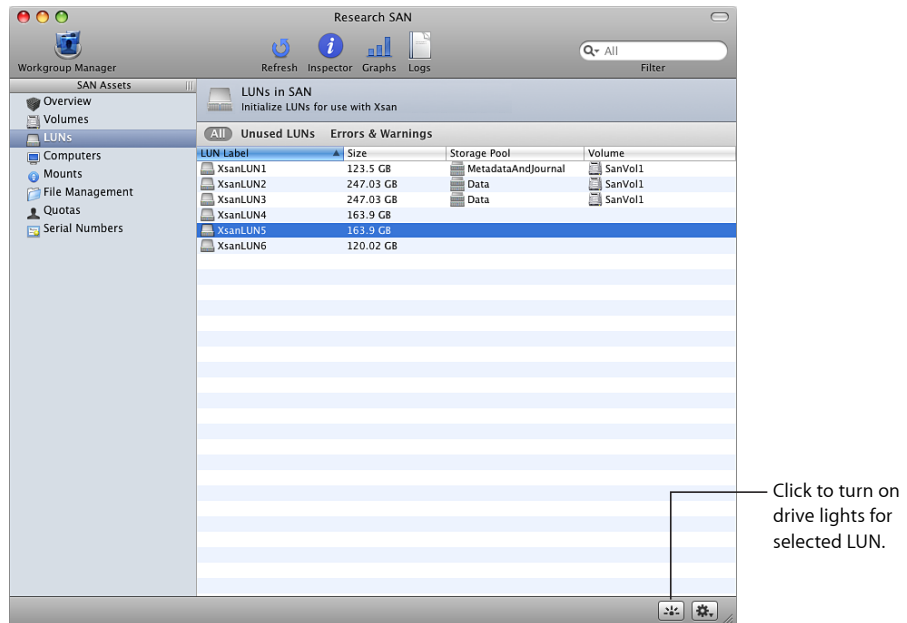 Research SAN
Workgroup Manager
Refresh Inspector Graphs Logs
All
Filter
SAN Assets
Overview
Volumes
LUNs
Computers
Mounts
File Management
Quotas
Serial Numbers
LUNs in SAN
Initialize LUNs for use with Xsan
All Unused LUNs Errors & Warnings
LUN Label Size Storage Pool Volume
XsanLUN1 123.5 GB MetadataAndJournal SanVol1
XsanLUN2 247.03 GB Data SanVol1
XsanLUN3 247.03 GB Data SanVol1
XsanLUN4 163.9 GB
XsanLUN5 163.9 GB
XsanLUN6 120.02 GB
Click to turn on
drive lights for
selected LUN.